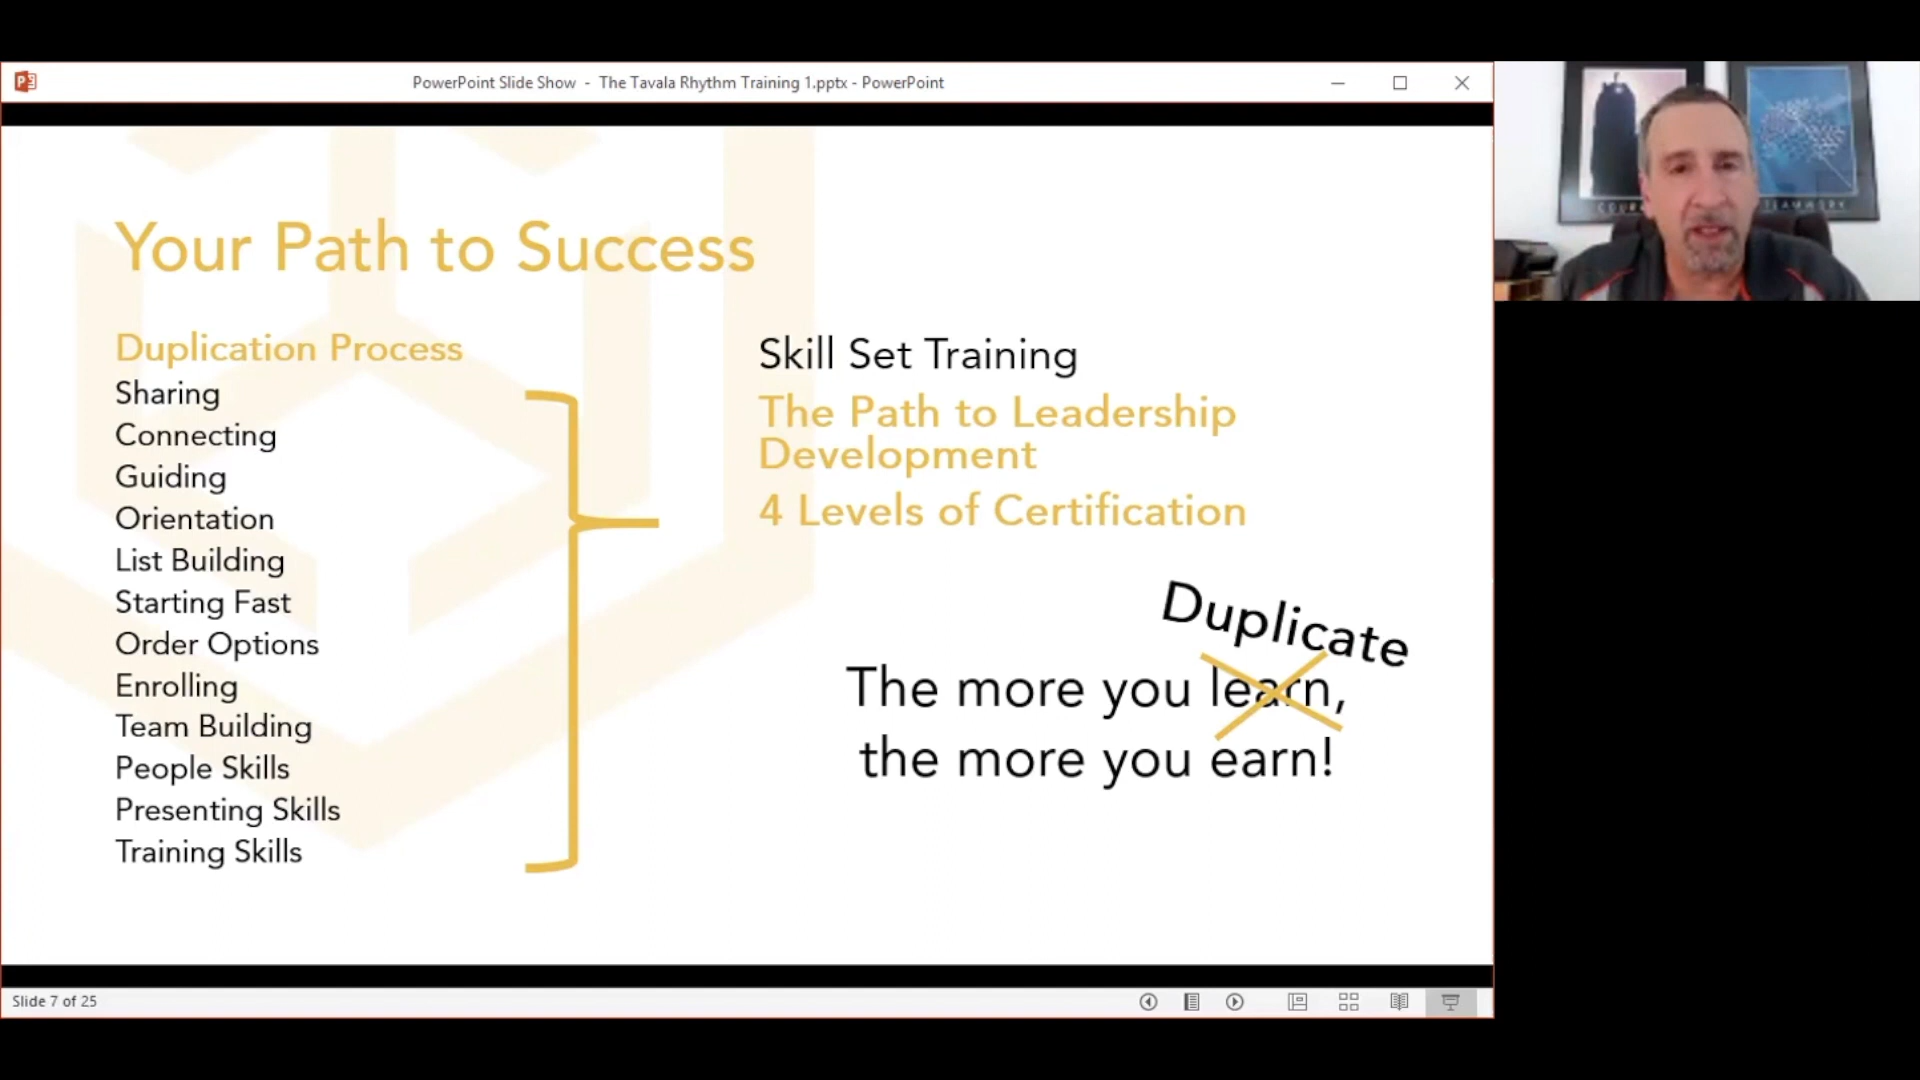 PowerPoint Slide Show - The Tavala Rhythm Training 1.pptx - PowerPoint
Your Path to Success
Duplication Process
Sharing
Connecting
Guiding
Orientation
List Building
Starting Fast
Order Options
Enrolling
Team Building
People Skills
Presenting Skills
Training Skills
Skill Set Training
The Path to Leadership
Development
4 Levels of Certification
Duplicate
The more you learn,
the more you earn!
Slide 7 of 25
TEAMWORK